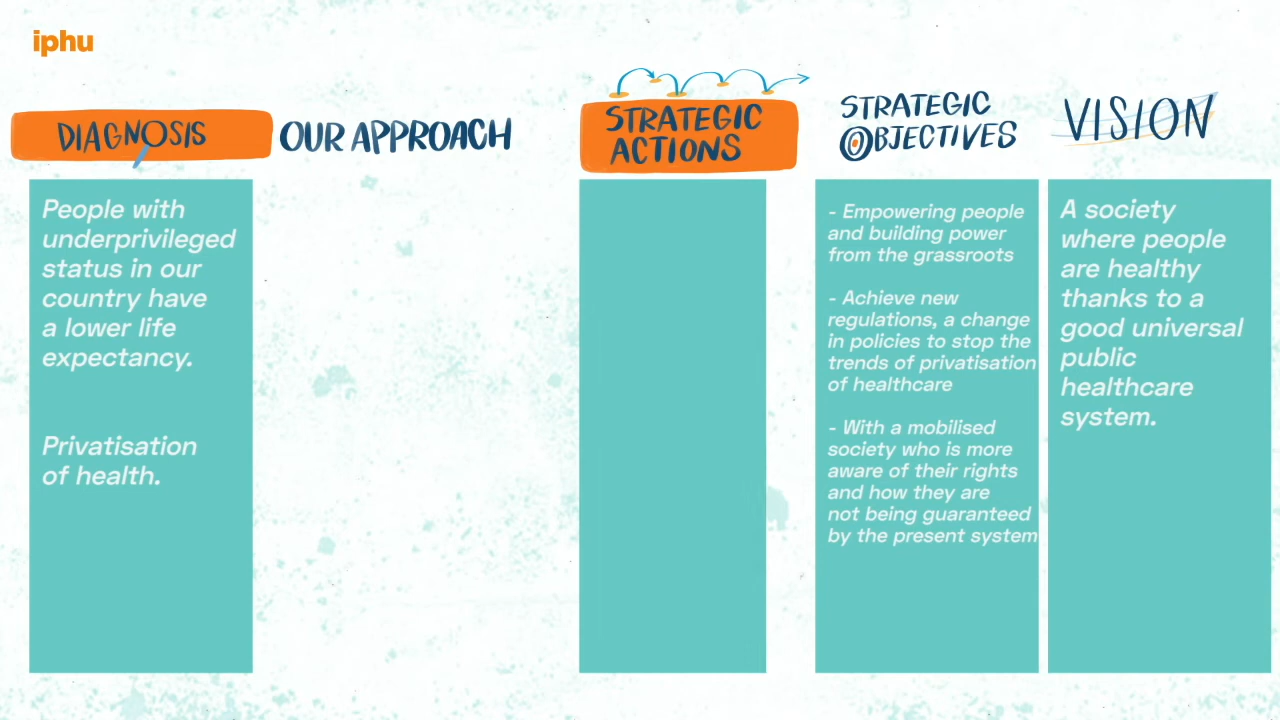 iphu
DIAGNOSIS
OUR APPROACH
STRATEGIC
ACTIONS
STRATEGIC
OBJECTIVES
VISION
People with
underprivileged
status in our
country have
a lower life
expectancy.
Privatisation
of health.
- Empowering people
and building power
from the grassroots
- Achieve new
regulations, a change
in policies to stop the
trends of privatisation
of healthcare
- With a mobilised
society who is more
aware of their rights
and how they are
not being guaranteed
by the present system
A society
where people
are healthy
thanks to a
good universal
public
healthcare
system.